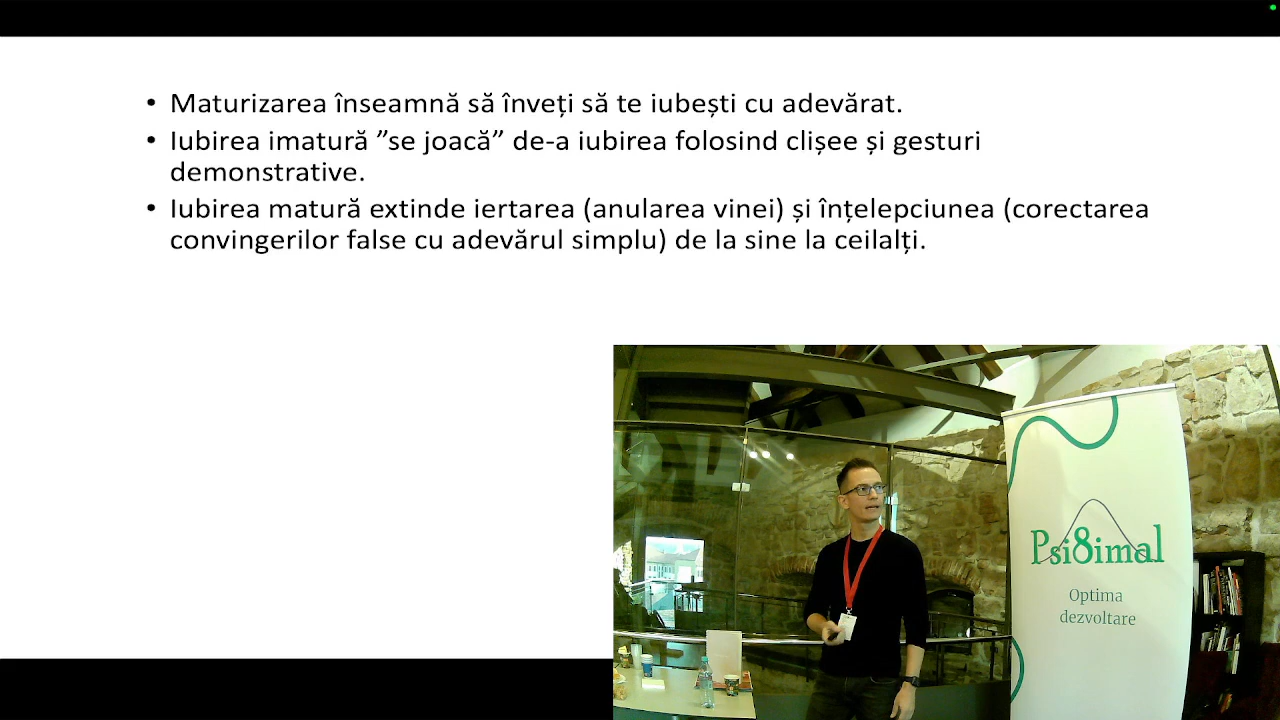 • Maturizarea înseamnă să înveți să te iubești cu adevărat.
• Iubirea imatură ”se joacă” de-a iubirea folosind clișee și gesturi
demonstrative.
• Iubirea matură extinde iertarea (anularea vinei) și înțelepciunea (corectarea
convingerilor false cu adevărul simplu) de la sine la ceilalți.
Psi8imal
Optima
dezvoltare